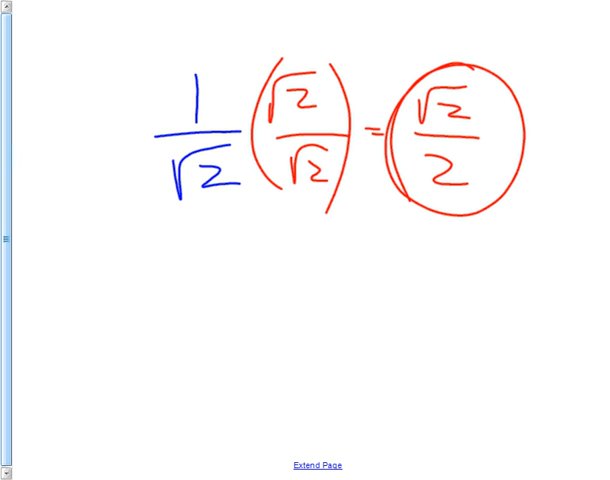 1/√2 (√2/√2) = √2/2
Extend Page